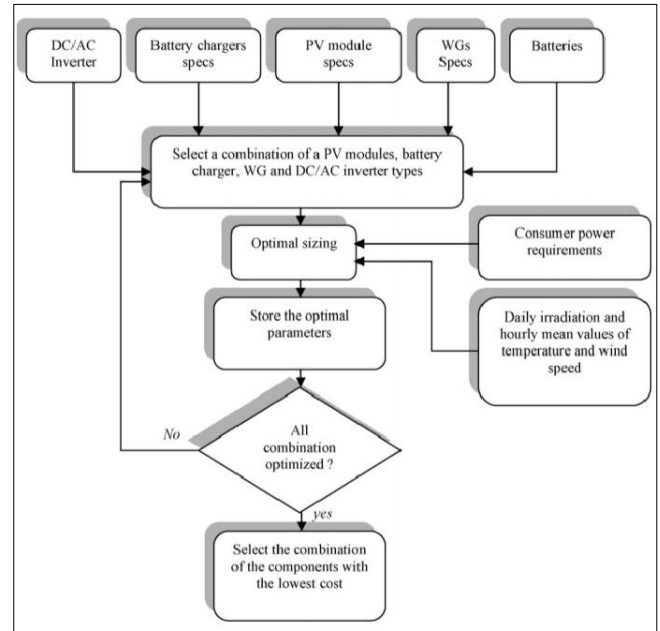 DC/AC
Inverter
Battery chargers
specs
PV module
specs
WGs
Specs
Batteries
Select a combination of a PV modules, battery
charger, WG and DC/AC inverter types
Optimal sizing
Consumer power
requirements
Store the optimal
parameters
Daily irradiation and
hourly mean values of
temperature and wind
speed
All
combination
optimized ?
No
yes
Select the combination
of the components with
the lowest cost